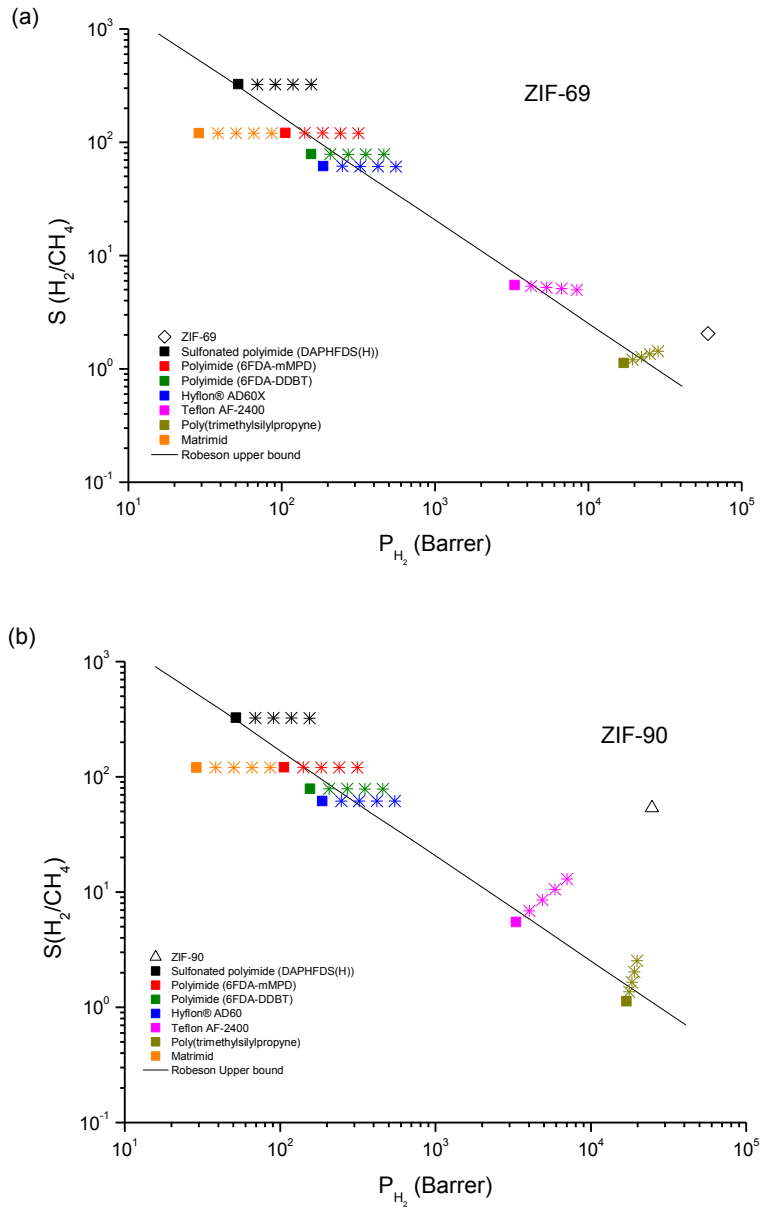 (a)
10³
10²
10¹
10⁰
10⁻¹
S (H₂/CH₄)
ZIF-69
ZIF-69
Sulfonated polyimide (DAPHFDS(H))
Polyimide (6FDA-mMPD)
Polyimide (6FDA-DDBT)
Hyflon® AD60X
Teflon AF-2400
Poly(trimethylsilylpropyne)
Matrimid
Robeson upper bound
10¹ 10² 10³ 10⁴ 10⁵
P_H₂ (Barrer)
(b)
10³
10²
10¹
10⁰
10⁻¹
S(H₂/CH₄)
ZIF-90
ZIF-90
Sulfonated polyimide (DAPHFDS(H))
Polyimide (6FDA-mMPD)
Polyimide (6FDA-DDBT)
Hyflon® AD60
Teflon AF-2400
Poly(trimethylsilylpropyne)
Matrimid
Robeson Upper bound
10¹ 10² 10³ 10⁴ 10⁵
P_H₂ (Barrer)